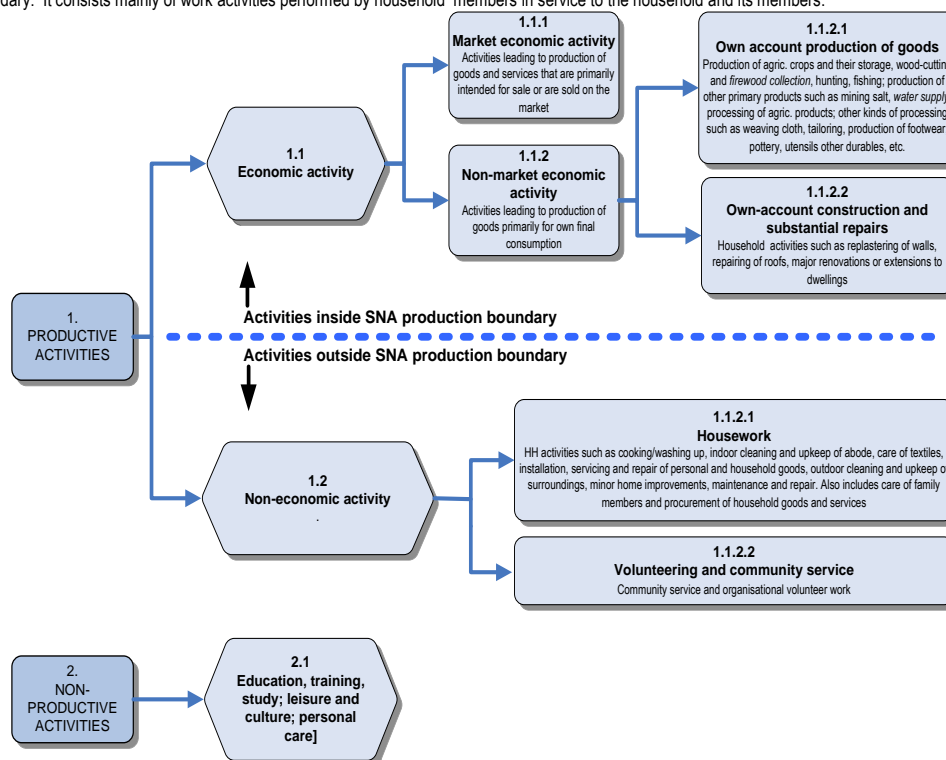 dary. It consists mainly of work activities performed by household members in service to the household and its members.
1.1.1
Market economic activity
Activities leading to production of
goods and services that are primarily
intended for sale or are sold on the
market
1.1.2.1
Own account production of goods
Production of agric. crops and their storage, wood-cuttin
and firewood collection, hunting, fishing; production of
other primary products such as mining salt, water supply
processing of agric. products; other kinds of processing
such as weaving cloth, tailoring, production of footwear
pottery, utensils other durables, etc.
1.1
Economic activity
1.1.2
Non-market economic
activity
Activities leading to production of
goods primarily for own final
consumption
1.1.2.2
Own-account construction and
substantial repairs
Household activities such as replastering of walls,
repairing of roofs, major renovations or extensions to
dwellings
1.
PRODUCTIVE
ACTIVITIES
Activities inside SNA production boundary
Activities outside SNA production boundary
1.2
Non-economic activity
.
1.1.2.1
Housework
HH activities such as cooking/washing up, indoor cleaning and upkeep of abode, care of textiles,
installation, servicing and repair of personal and household goods, outdoor cleaning and upkeep o
surroundings, minor home improvements, maintenance and repair. Also includes care of family
members and procurement of household goods and services
1.1.2.2
Volunteering and community service
Community service and organisational volunteer work
2.
NON-
PRODUCTIVE
ACTIVITIES
2.1
Education, training,
study; leisure and
culture; personal
care]